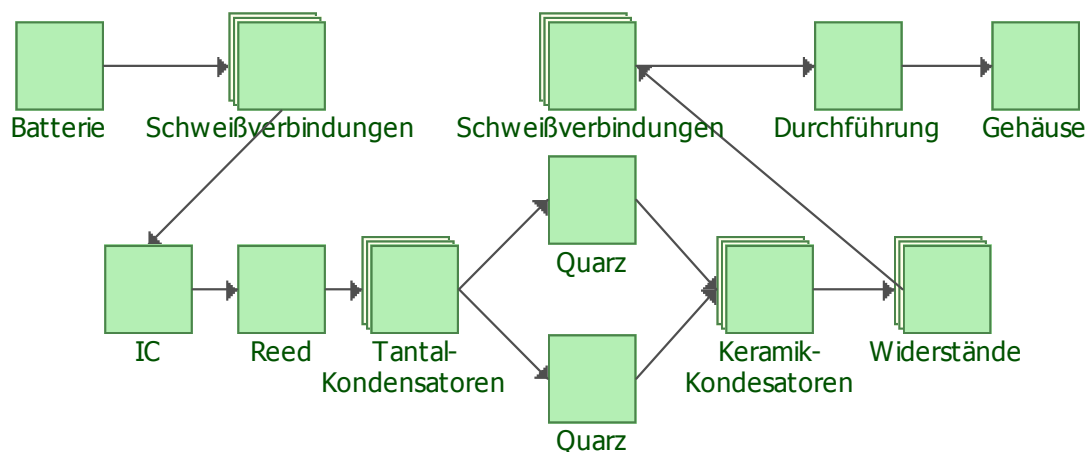 Batterie
Schweißverbindungen
Schweißverbindungen
Durchführung
Gehäuse
Quarz
IC
Reed
Tantal-
Kondensatoren
Keramik-
Kondesatoren
Widerstände
Quarz